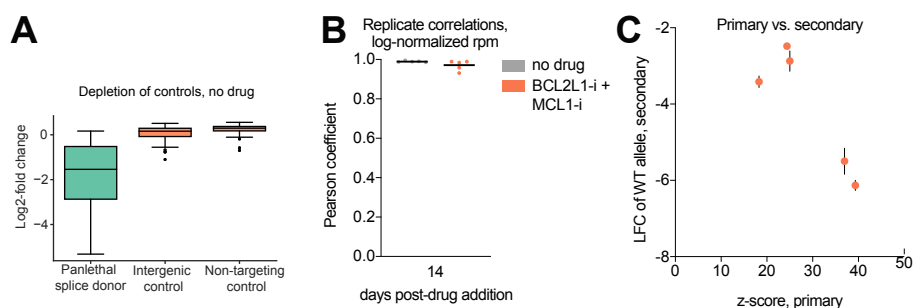 A
Depletion of controls, no drug
Log2-fold change
0
−2
−4
Panlethal
splice donor
Intergenic
control
Non-targeting
control
B
Replicate correlations,
log-normalized rpm
Pearson coefficient
1.0
0.8
0.6
0.4
0.2
0.0
14
days post-drug addition
no drug
BCL2L1-i +
MCL1-i
C
Primary vs. secondary
LFC of WT allele, secondary
-2
-4
-6
-8
0
10
20
30
40
50
z-score, primary